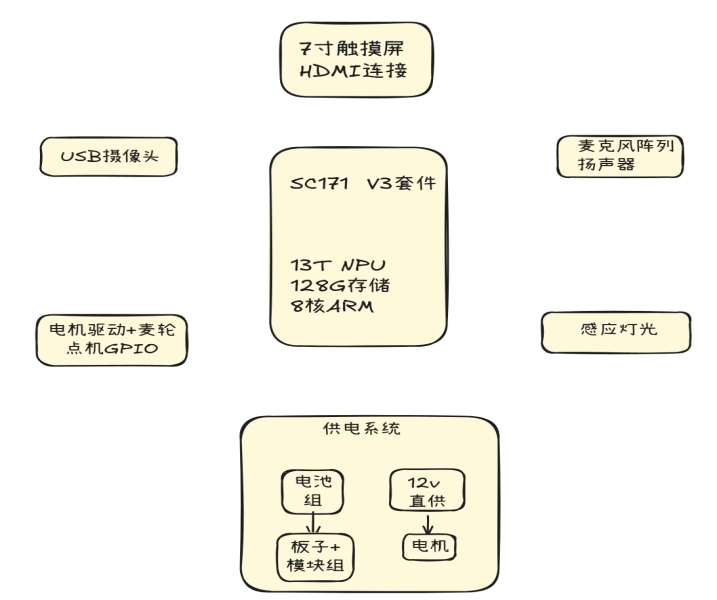 7寸触摸屏
HDMI连接
USB摄像头
麦克风阵列
扬声器
SC171 V3套件
13T NPU
128G存储
8核ARM
电机驱动+麦轮
点机GPIO
感应灯光
供电系统
电池
组
12v
直供
板子+
模块组
电机